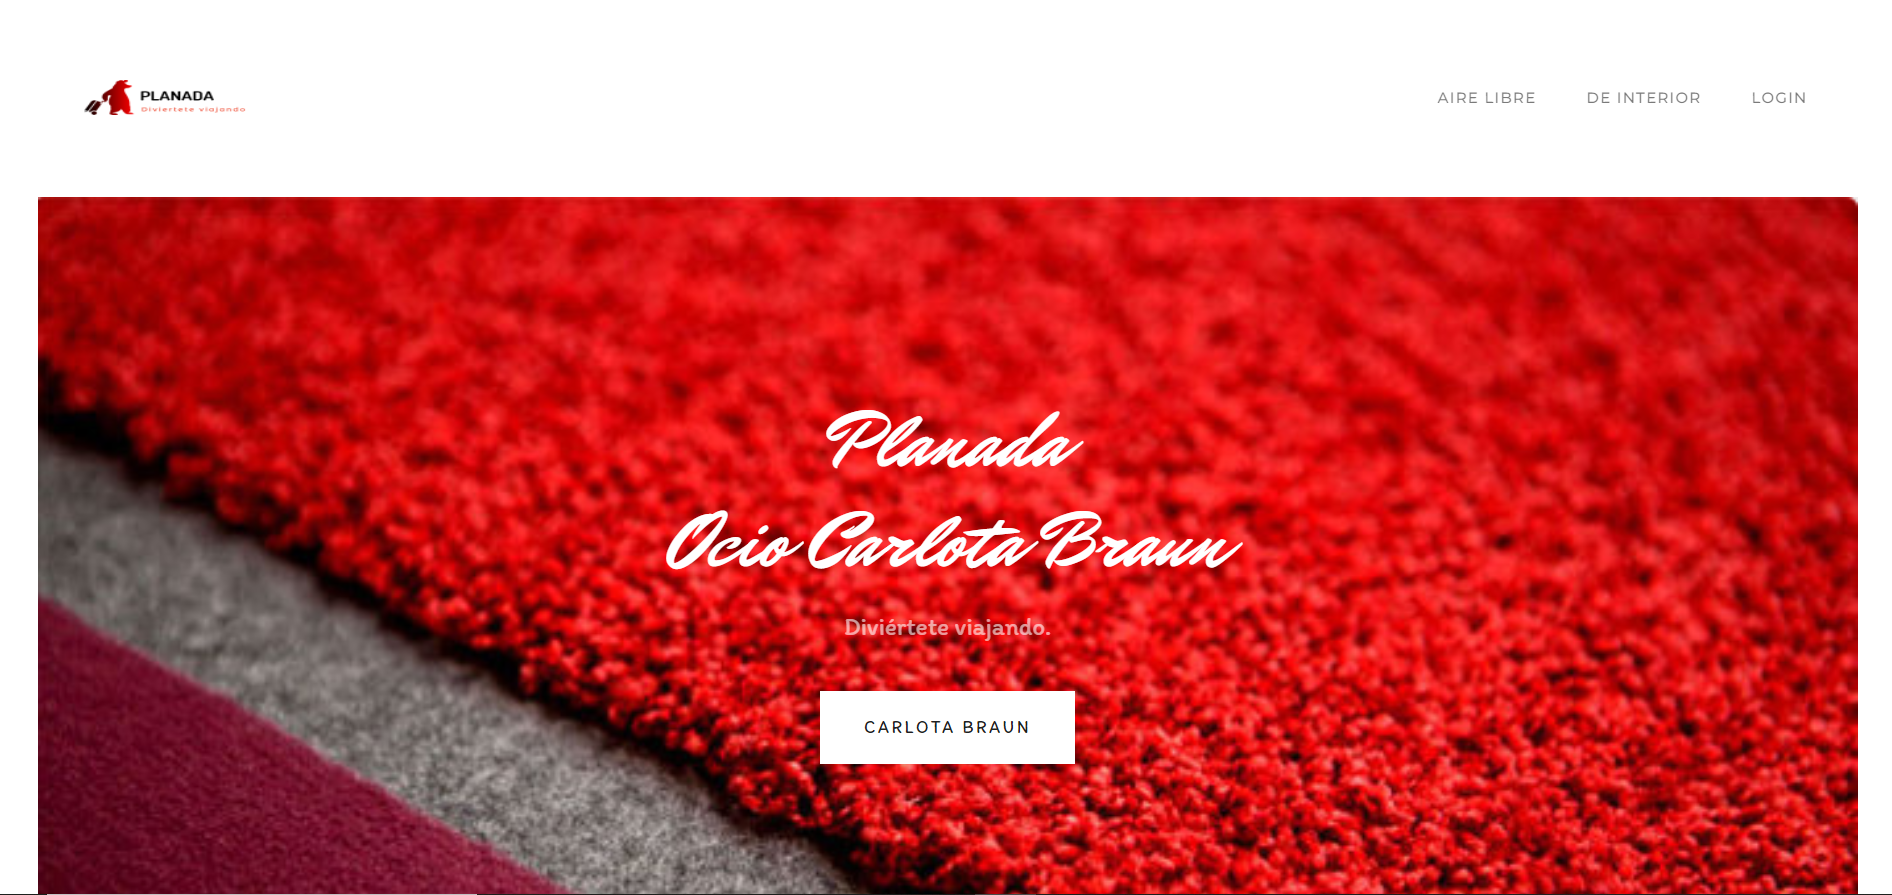 PLANADA
Diviertete viajando
AIRE LIBRE
DE INTERIOR
LOGIN
Planada
Ocio Carlota Braun
Diviértete viajando.
CARLOTA BRAUN